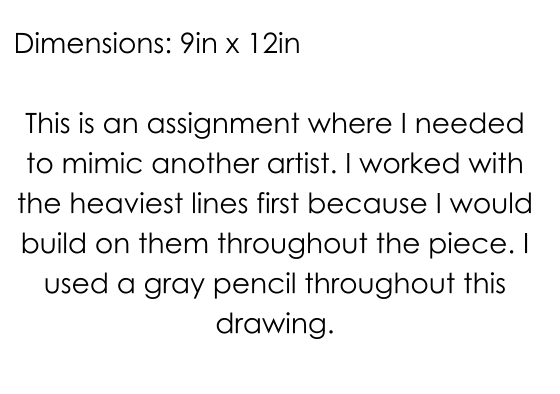 Dimensions: 9in x 12in
This is an assignment where I needed
to mimic another artist. I worked with
the heaviest lines first because I would
build on them throughout the piece. I
used a gray pencil throughout this
drawing.